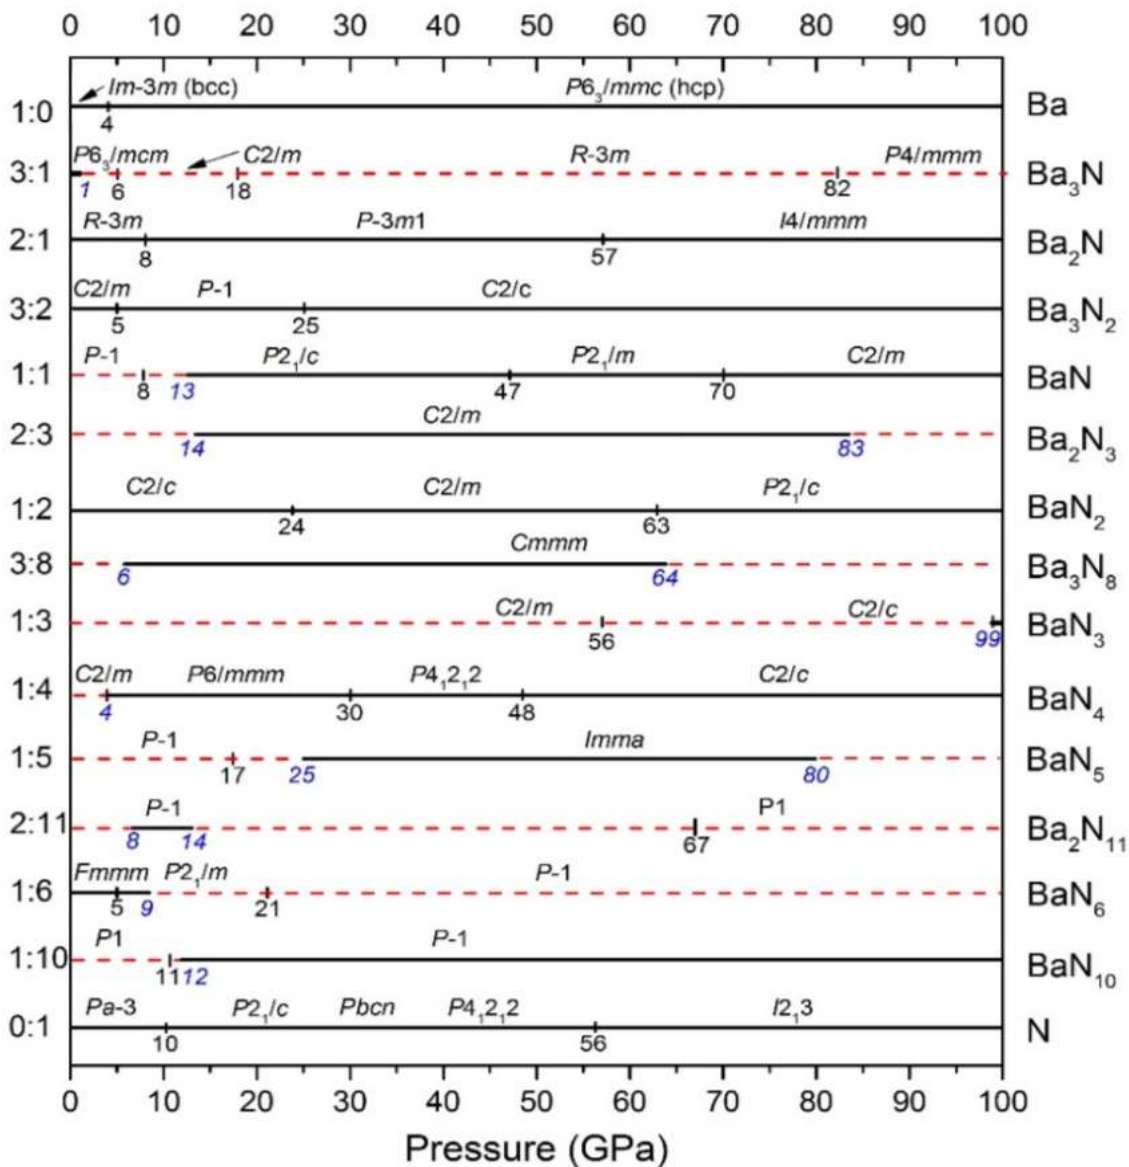 0 10 20 30 40 50 60 70 80 90 100
Im-3m (bcc) P6₃/mmc (hcp)
1:0 Ba
4
P6₃/mcm C2/m R-3m P4/mmm
3:1 Ba₃N
1 6 18 82
R-3m P-3m1 I4/mmm
2:1 Ba₂N
8 57
C2/m P-1 C2/c
3:2 Ba₃N₂
5 25
P-1 P2₁/c P2₁/m C2/m
1:1 BaN
8 13 47 70
C2/m
2:3 Ba₂N₃
14 83
C2/c C2/m P2₁/c
1:2 BaN₂
24 63
Cmmm
3:8 Ba₃N₈
6 64
C2/m C2/c
1:3 BaN₃
56 99
C2/m P6/mmm P4₁2₁2 C2/c
1:4 BaN₄
4 30 48
P-1 Imma
1:5 BaN₅
17 25 80
P-1 P1
2:11 Ba₂N₁₁
8 14 67
Fmmm P2₁/m P-1
1:6 BaN₆
5 9 21
P1 P-1
1:10 BaN₁₀
11 12
Pa-3 P2₁/c Pbcn P4₁2₁2 I2₁3
0:1 N
10 56
0 10 20 30 40 50 60 70 80 90 100
Pressure (GPa)